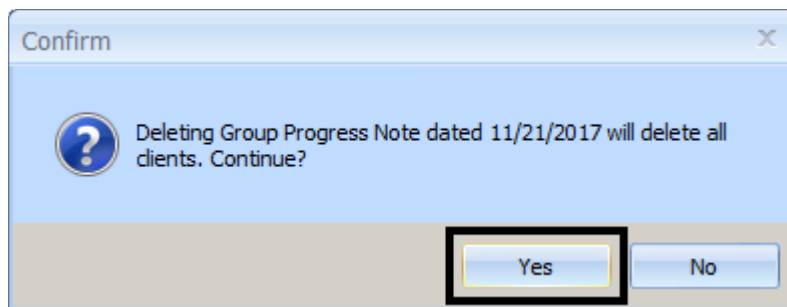 Confirm
Deleting Group Progress Note dated 11/21/2017 will delete all
clients. Continue?
Yes
No